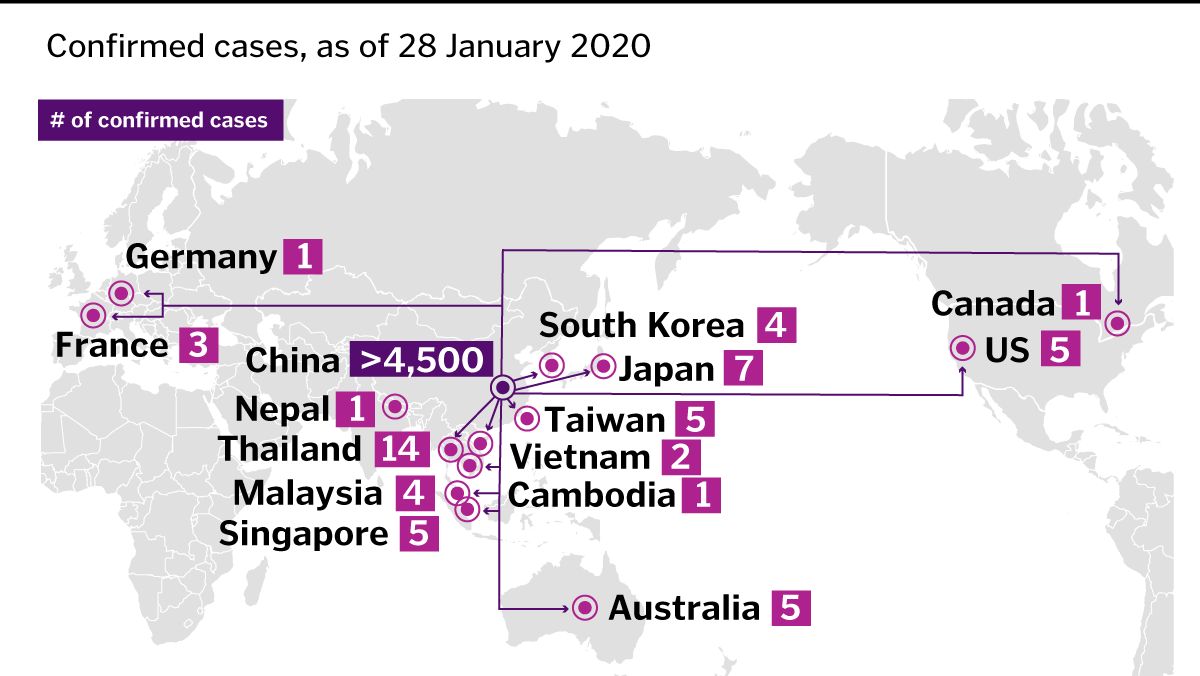 Confirmed cases, as of 28 January 2020
# of confirmed cases
Germany 1
France 3
China >4,500
Nepal 1
Thailand 14
Malaysia 4
Singapore 5
South Korea 4
Japan 7
Taiwan 5
Vietnam 2
Cambodia 1
Australia 5
Canada 1
US 5